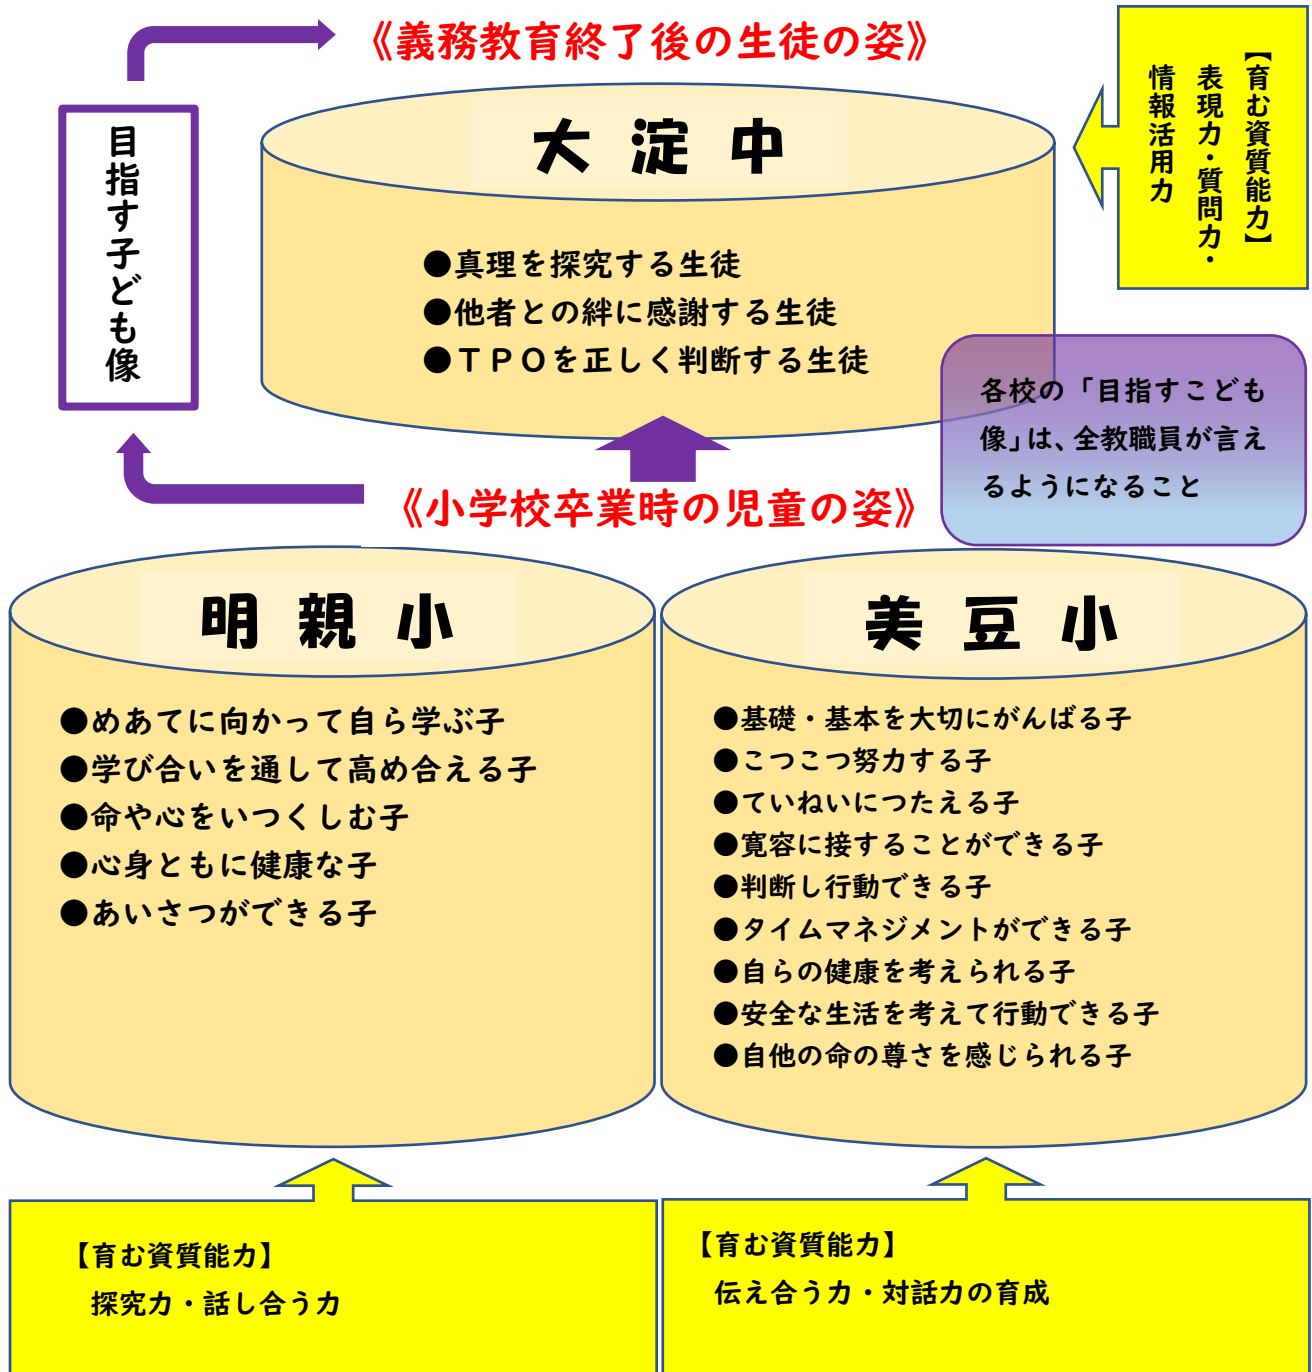 《義務教育終了後の生徒の姿》
【育む資質能力】
表現力・質問力・
情報活用力
目指す子ども像
大淀中
●真理を探究する生徒
●他者との絆に感謝する生徒
●ＴＰＯを正しく判断する生徒
各校の「目指すこども
像」は、全教職員が言え
るようになること
《小学校卒業時の児童の姿》
明親小
●めあてに向かって自ら学ぶ子
●学び合いを通して高め合える子
●命や心をいつくしむ子
●心身ともに健康な子
●あいさつができる子
美豆小
●基礎・基本を大切にがんばる子
●こつこつ努力する子
●ていねいにつたえる子
●寛容に接することができる子
●判断し行動できる子
●タイムマネジメントができる子
●自らの健康を考えられる子
●安全な生活を考えて行動できる子
●自他の命の尊さを感じられる子
【育む資質能力】
探究力・話し合う力
【育む資質能力】
伝え合う力・対話力の育成